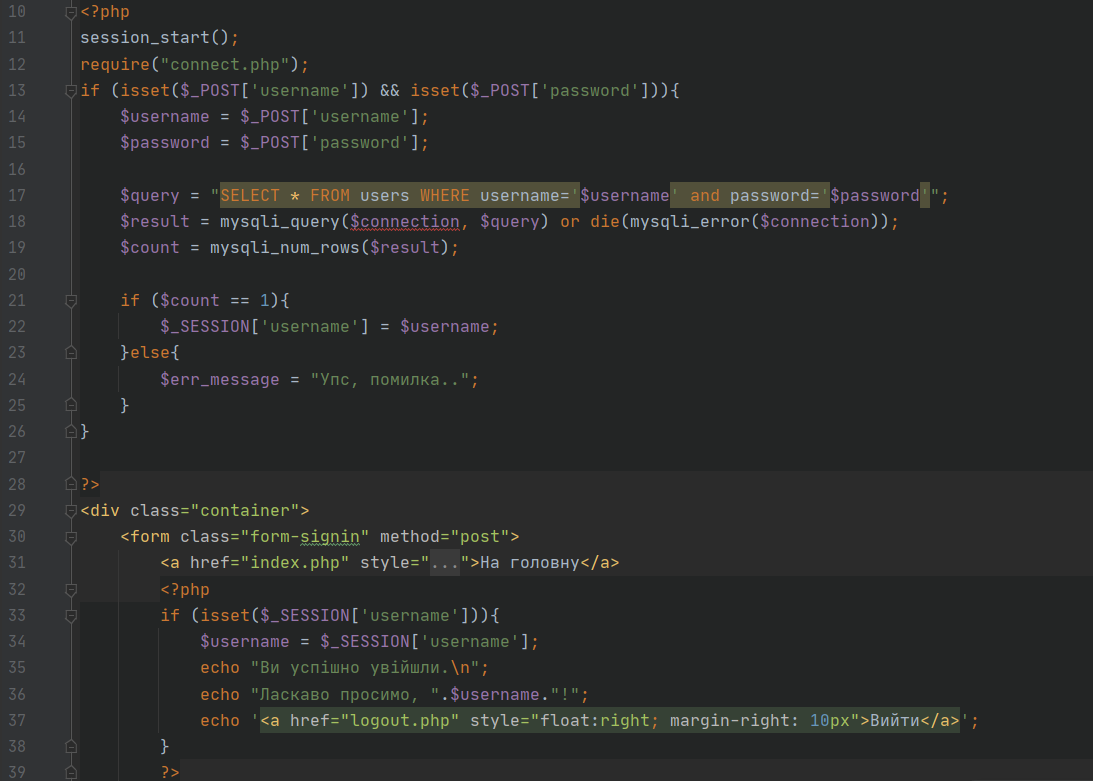 10 <?php
11 session_start();
12 require("connect.php");
13 if (isset($_POST['username']) && isset($_POST['password'])){
14     $username = $_POST['username'];
15     $password = $_POST['password'];
16
17     $query = "SELECT * FROM users WHERE username='$username' and password='$password'";
18     $result = mysqli_query($connection, $query) or die(mysqli_error($connection));
19     $count = mysqli_num_rows($result);
20
21     if ($count == 1){
22         $_SESSION['username'] = $username;
23     }else{
24         $err_message = "Упс, помилка..";
25     }
26 }
27
28 ?>
29 <div class="container">
30     <form class="form-signin" method="post">
31         <a href="index.php" style="...">На головну</a>
32         <?php
33         if (isset($_SESSION['username'])){
34             $username = $_SESSION['username'];
35             echo "Ви успішно увійшли.\n";
36             echo "Ласкаво просимо, ".$username."!";
37             echo '<a href="logout.php" style="float:right; margin-right: 10px">Вийти</a>';
38         }
39         ?>